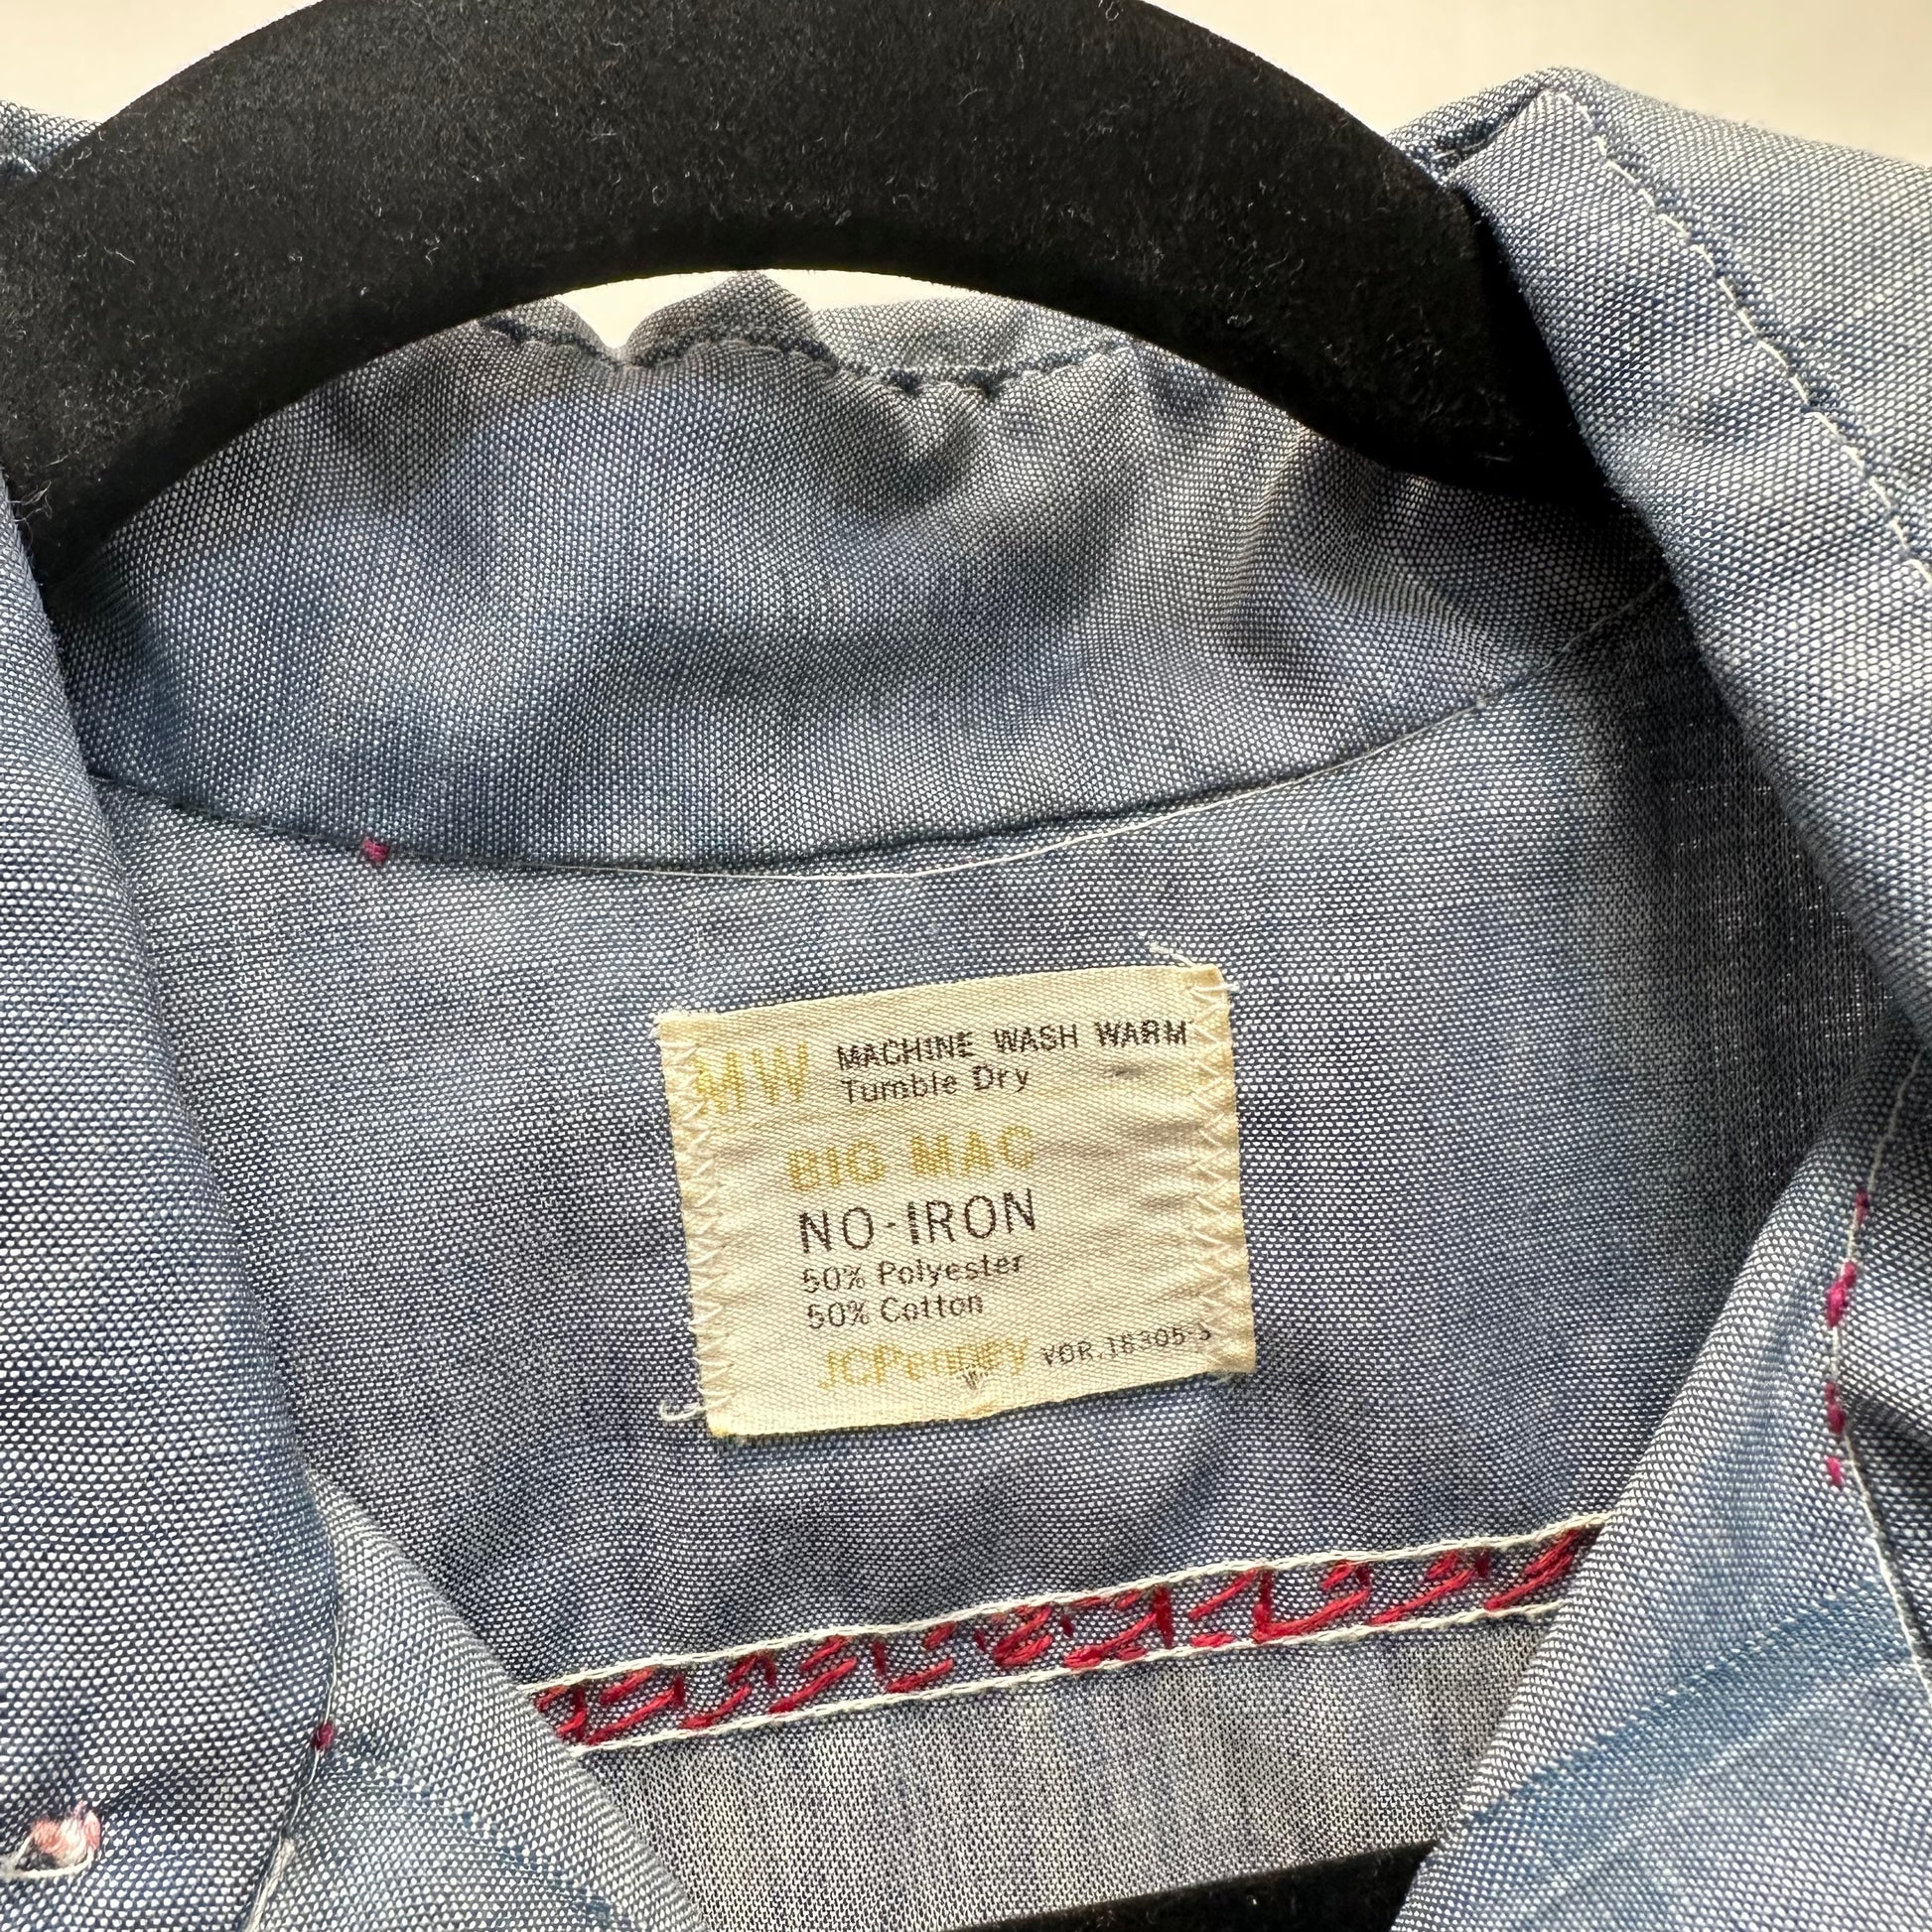 MW MACHINE WASH WARM
Tumble Dry
BIG MAC
NO-IRON
50% Polyester
50% Cotton
JCPenney VDR.18305-3